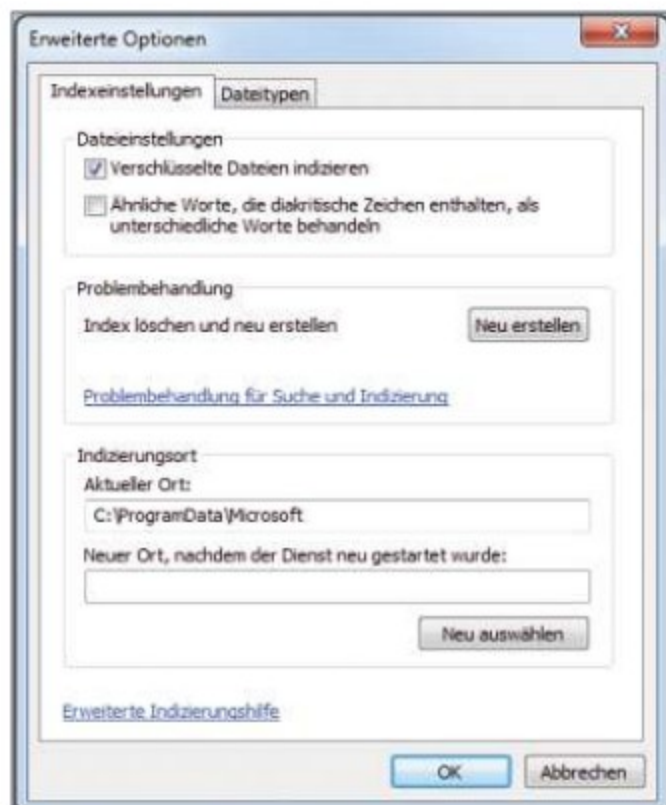 Erweiterte Optionen
Indexeinstellungen
Dateitypen
Dateieinstellungen
Verschlüsselte Dateien indizieren
Ähnliche Worte, die diakritische Zeichen enthalten, als
unterschiedliche Worte behandeln
Problembehandlung
Index löschen und neu erstellen
Neu erstellen
Problembehandlung für Suche und Indizierung
Indizierungsort
Aktueller Ort:
C:\ProgramData\Microsoft
Neuer Ort, nachdem der Dienst neu gestartet wurde:
Neu auswählen
Erweiterte Indizierungshilfe
OK
Abbrechen